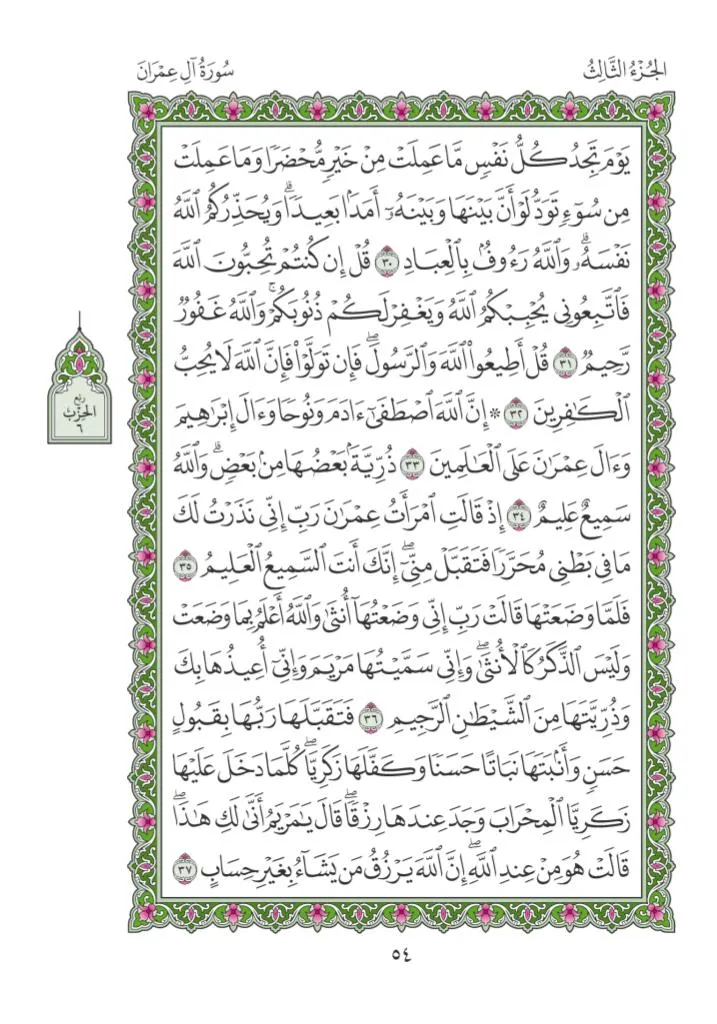 الجُزْءُ الثَّالِثُ
سُورَةُ آلِ عِمْرَانَ
يَوْمَ تَجِدُ كُلُّ نَفْسٍ مَّا عَمِلَتْ مِنْ خَيْرٍ مُّحْضَرًا وَمَا عَمِلَتْ
مِن سُوٓءٍ تَوَدُّ لَوْ أَنَّ بَيْنَهَا وَبَيْنَهُۥٓ أَمَدَۢا بَعِيدًاۗ وَيُحَذِّرُكُمُ ٱللَّهُ
نَفْسَهُۥۗ وَٱللَّهُ رَءُوفُۢ بِٱلْعِبَادِ ٣٠ قُلْ إِن كُنتُمْ تُحِبُّونَ ٱللَّهَ
فَٱتَّبِعُونِي يُحْبِبْكُمُ ٱللَّهُ وَيَغْفِرْ لَكُمْ ذُنُوبَكُمْۚ وَٱللَّهُ غَفُورٌ
رَّحِيمٌ ٣١ قُلْ أَطِيعُوا۟ ٱللَّهَ وَٱلرَّسُولَۖ فَإِن تَوَلَّوْا۟ فَإِنَّ ٱللَّهَ لَا يُحِبُّ
ٱلْكَٰفِرِينَ ٣٢ ۞ إِنَّ ٱللَّهَ ٱصْطَفَىٰٓ ءَادَمَ وَنُوحًا وَءَالَ إِبْرَٰهِيمَ
وَءَالَ عِمْرَٰنَ عَلَى ٱلْعَٰلَمِينَ ٣٣ ذُرِّيَّةَۢ بَعْضُهَا مِنۢ بَعْضٍۗ وَٱللَّهُ
سَمِيعٌ عَلِيمٌ ٣٤ إِذْ قَالَتِ ٱمْرَأَتُ عِمْرَٰنَ رَبِّ إِنِّي نَذَرْتُ لَكَ
مَا فِي بَطْنِي مُحَرَّرًا فَتَقَبَّلْ مِنِّيٓۖ إِنَّكَ أَنتَ ٱلسَّمِيعُ ٱلْعَلِيمُ ٣٥
فَلَمَّا وَضَعَتْهَا قَالَتْ رَبِّ إِنِّي وَضَعْتُهَآ أُنثَىٰ وَٱللَّهُ أَعْلَمُ بِمَا وَضَعَتْ
وَلَيْسَ ٱلذَّكَرُ كَٱلْأُنثَىٰۖ وَإِنِّي سَمَّيْتُهَا مَرْيَمَ وَإِنِّيٓ أُعِيذُهَا بِكَ
وَذُرِّيَّتَهَا مِنَ ٱلشَّيْطَٰنِ ٱلرَّجِيمِ ٣٦ فَتَقَبَّلَهَا رَبُّهَا بِقَبُولٍ
حَسَنٍ وَأَنۢبَتَهَا نَبَاتًا حَسَنًا وَكَفَّلَهَا زَكَرِيَّاۖ كُلَّمَا دَخَلَ عَلَيْهَا
زَكَرِيَّا ٱلْمِحْرَابَ وَجَدَ عِندَهَا رِزْقًاۖ قَالَ يَٰمَرْيَمُ أَنَّىٰ لَكِ هَٰذَاۖ
قَالَتْ هُوَ مِنْ عِندِ ٱللَّهِۖ إِنَّ ٱللَّهَ يَرْزُقُ مَن يَشَآءُ بِغَيْرِ حِسَابٍ ٣٧
ربع
الحزب
٦
٥٤